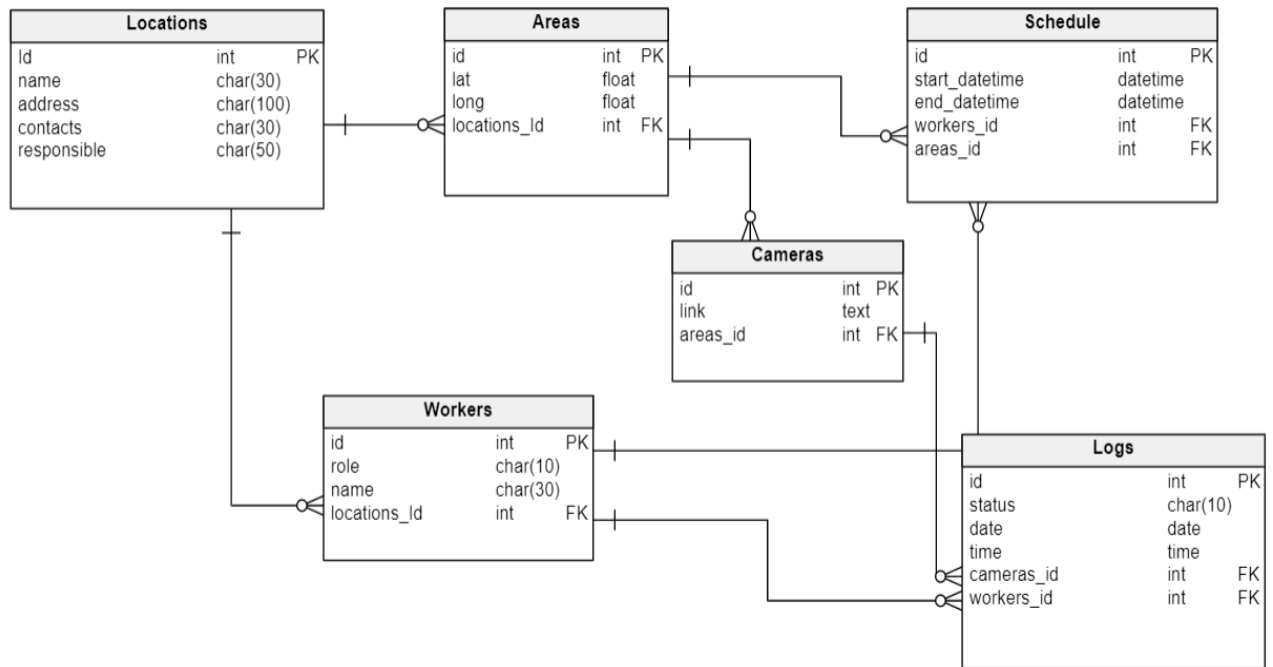 Locations
Id int PK
name char(30)
address char(100)
contacts char(30)
responsible char(50)
Areas
id int PK
lat float
long float
locations_Id int FK
Schedule
id int PK
start_datetime datetime
end_datetime datetime
workers_id int FK
areas_id int FK
Cameras
id int PK
link text
areas_id int FK
Workers
id int PK
role char(10)
name char(30)
locations_Id int FK
Logs
id int PK
status char(10)
date date
time time
cameras_id int FK
workers_id int FK